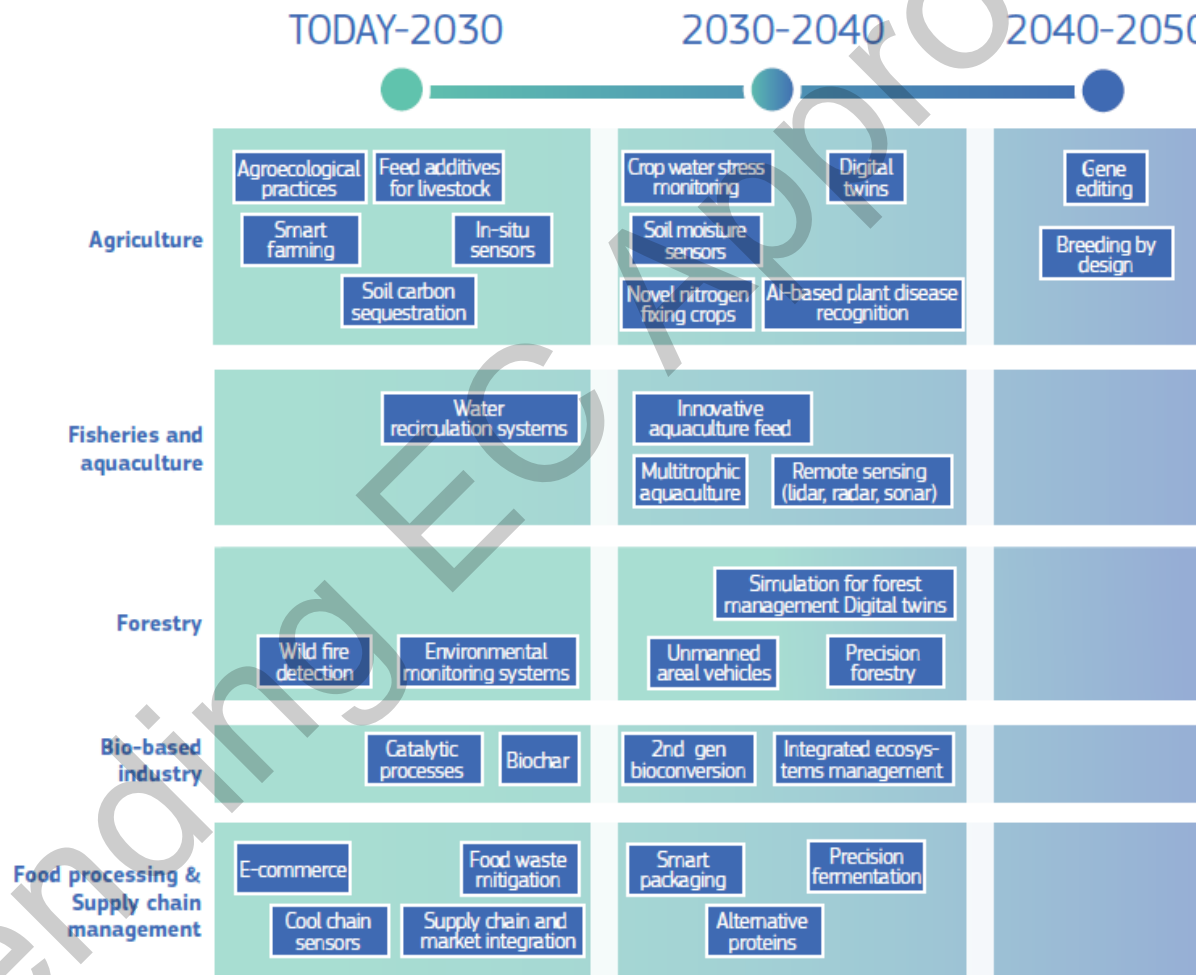 TODAY-2030
2030-2040
2040-2050
Agriculture
Agroecological
practices
Feed additives
for livestock
Smart
farming
In-situ
sensors
Soil carbon
sequestration
Crop water stress
monitoring
Digital
twins
Soil moisture
sensors
Novel nitrogen
fixing crops
AI-based plant disease
recognition
Gene
editing
Breeding by
design
Fisheries and
aquaculture
Water
recirculation systems
Innovative
aquaculture feed
Multitrophic
aquaculture
Remote sensing
(lidar, radar, sonar)
Forestry
Wild fire
detection
Environmental
monitoring systems
Simulation for forest
management Digital twins
Unmanned
areal vehicles
Precision
forestry
Bio-based
industry
Catalytic
processes
Biochar
2nd gen
bioconversion
Integrated ecosys-
tems management
Food processing &
Supply chain
management
E-commerce
Food waste
mitigation
Cool chain
sensors
Supply chain and
market integration
Smart
packaging
Precision
fermentation
Alternative
proteins
ending EC Appro